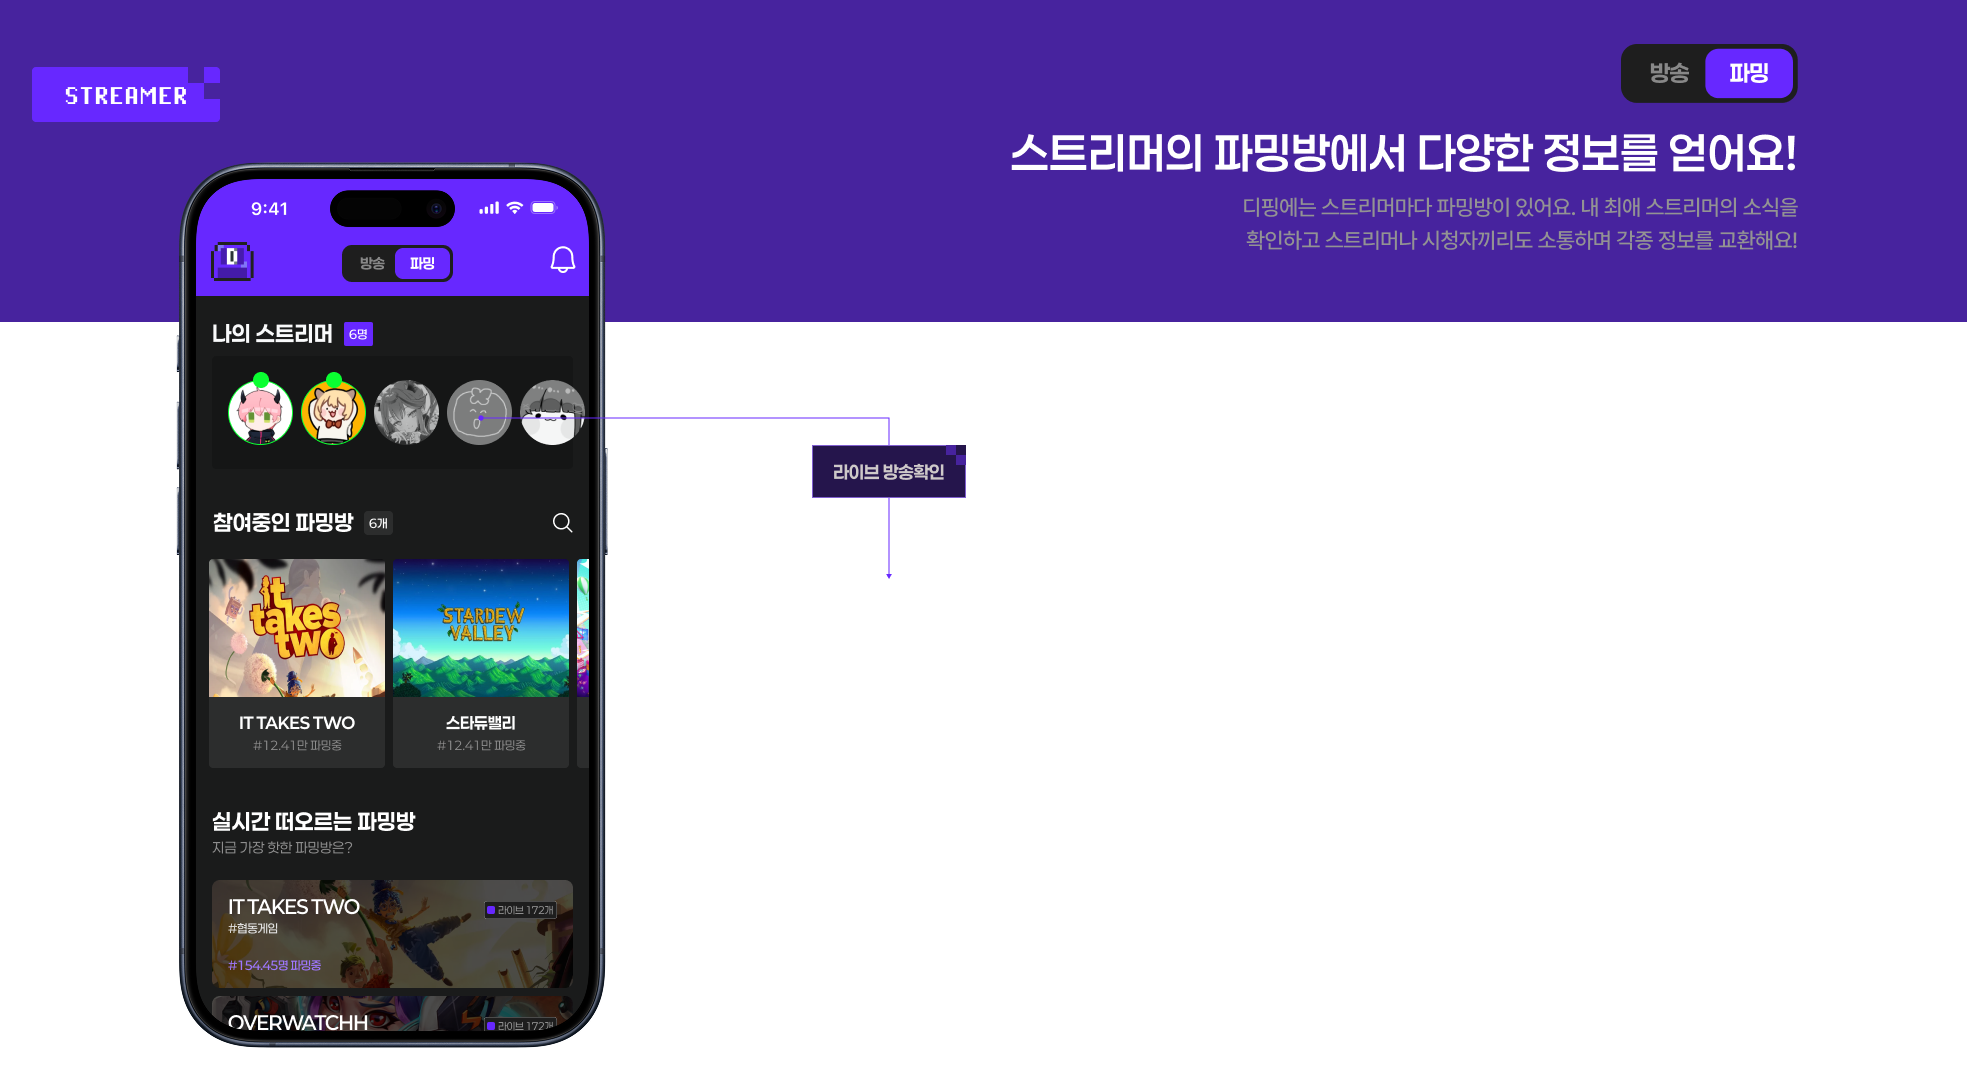 STREAMER
방송 파밍
스트리머의 파밍방에서 다양한 정보를 얻어요!
디핑에는 스트리머마다 파밍방이 있어요. 내 최애 스트리머의 소식을
확인하고 스트리머나 시청자끼리도 소통하며 각종 정보를 교환해요!
9:41
D
방송 파밍
나의 스트리머 6명
라이브 방송확인
참여중인 파밍방 6개
it
takes
two
STARDEW
VALLEY
IT TAKES TWO
#12.41만 파밍중
스타듀밸리
#12.41만 파밍중
실시간 떠오르는 파밍방
지금 가장 핫한 파밍방은?
IT TAKES TWO
라이브 172개
#협동게임
#154.45명 파밍중
OVERWATCHH
라이브 172개